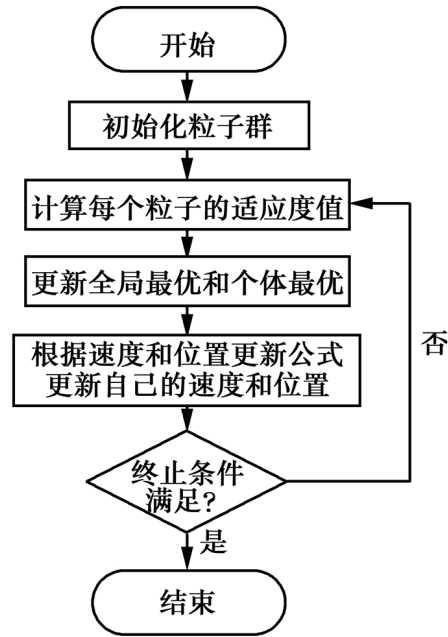 开始
初始化粒子群
计算每个粒子的适应度值
更新全局最优和个体最优
根据速度和位置更新公式
更新自己的速度和位置
否
终止条件
满足?
是
结束